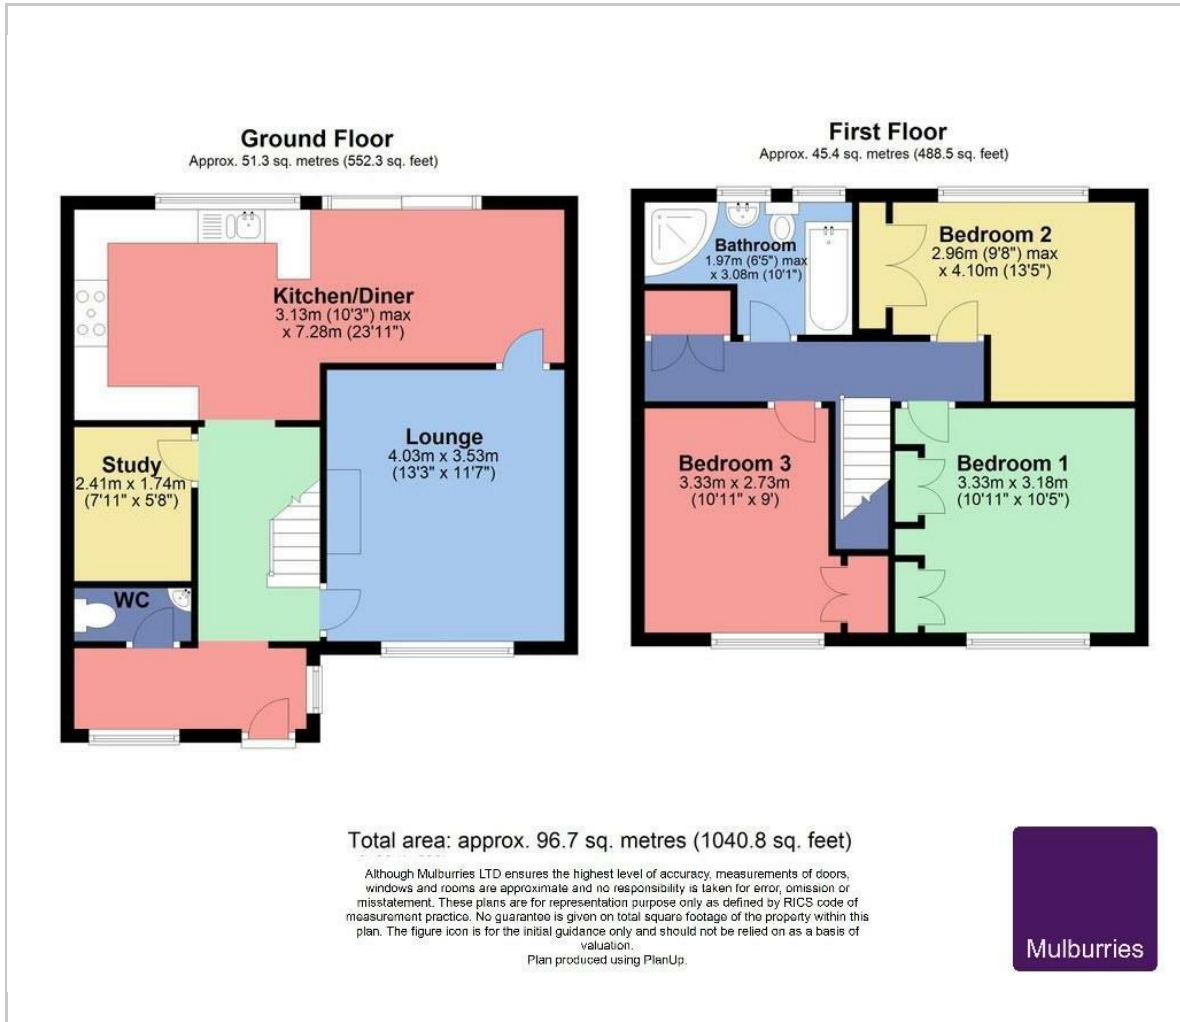 Ground Floor
Approx. 51.3 sq. metres (552.3 sq. feet)
Kitchen/Diner
3.13m (10'3") max
x 7.28m (23'11")
Lounge
4.03m x 3.53m
(13'3" x 11'7")
Study
2.41m x 1.74m
(7'11" x 5'8")
WC
First Floor
Approx. 45.4 sq. metres (488.5 sq. feet)
Bathroom
1.97m (6'5") max
x 3.08m (10'1")
Bedroom 2
2.96m (9'8") max
x 4.10m (13'5")
Bedroom 3
3.33m x 2.73m
(10'11" x 9')
Bedroom 1
3.33m x 3.18m
(10'11" x 10'5")
Total area: approx. 96.7 sq. metres (1040.8 sq. feet)
Although Mulburries LTD ensures the highest level of accuracy, measurements of doors,
windows and rooms are approximate and no responsibility is taken for error, omission or
misstatement. These plans are for representation purpose only as defined by RICS code of
measurement practice. No guarantee is given on total square footage of the property within this
plan. The figure icon is for the initial guidance only and should not be relied on as a basis of
valuation.
Plan produced using PlanUp.
Mulburries